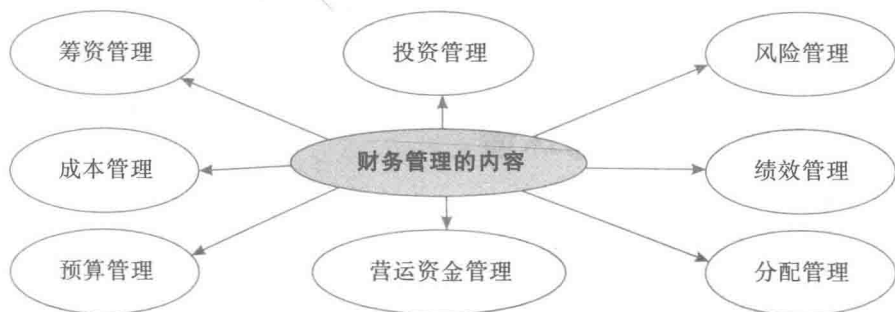 筹资管理
投资管理
风险管理
成本管理
财务管理的内容
绩效管理
预算管理
营运资金管理
分配管理